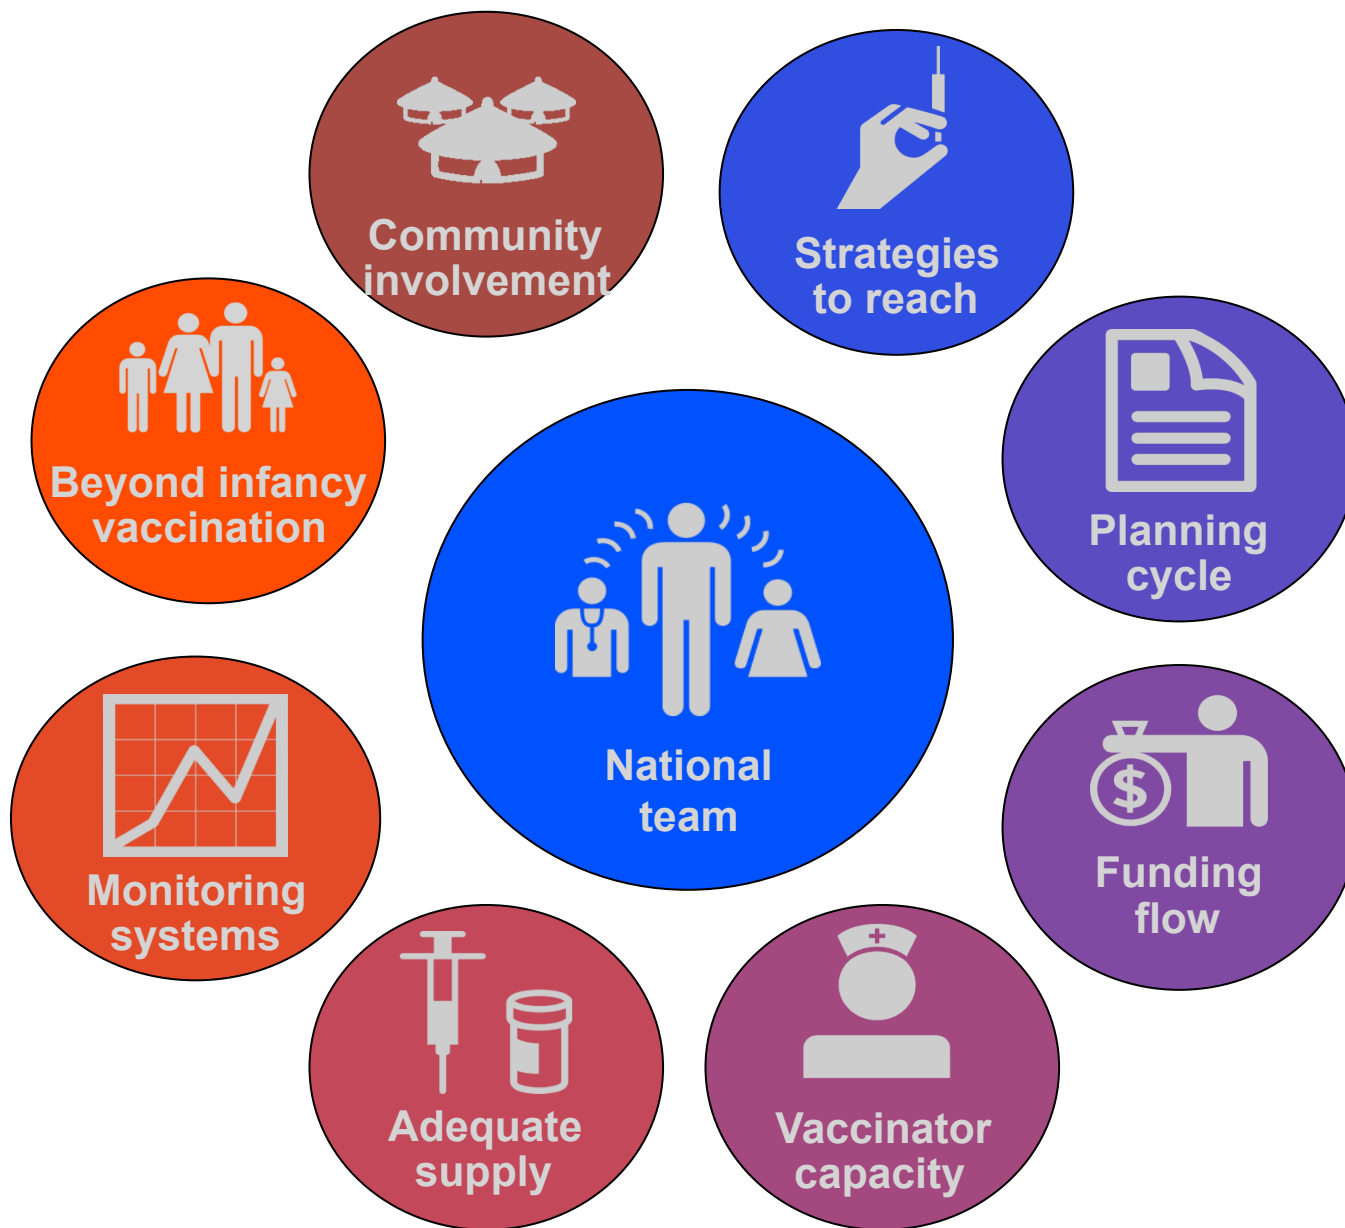 Community
involvement
Strategies
to reach
Beyond infancy
vaccination
Planning
cycle
National
team
Monitoring
systems
$
Funding
flow
Adequate
supply
Vaccinator
capacity